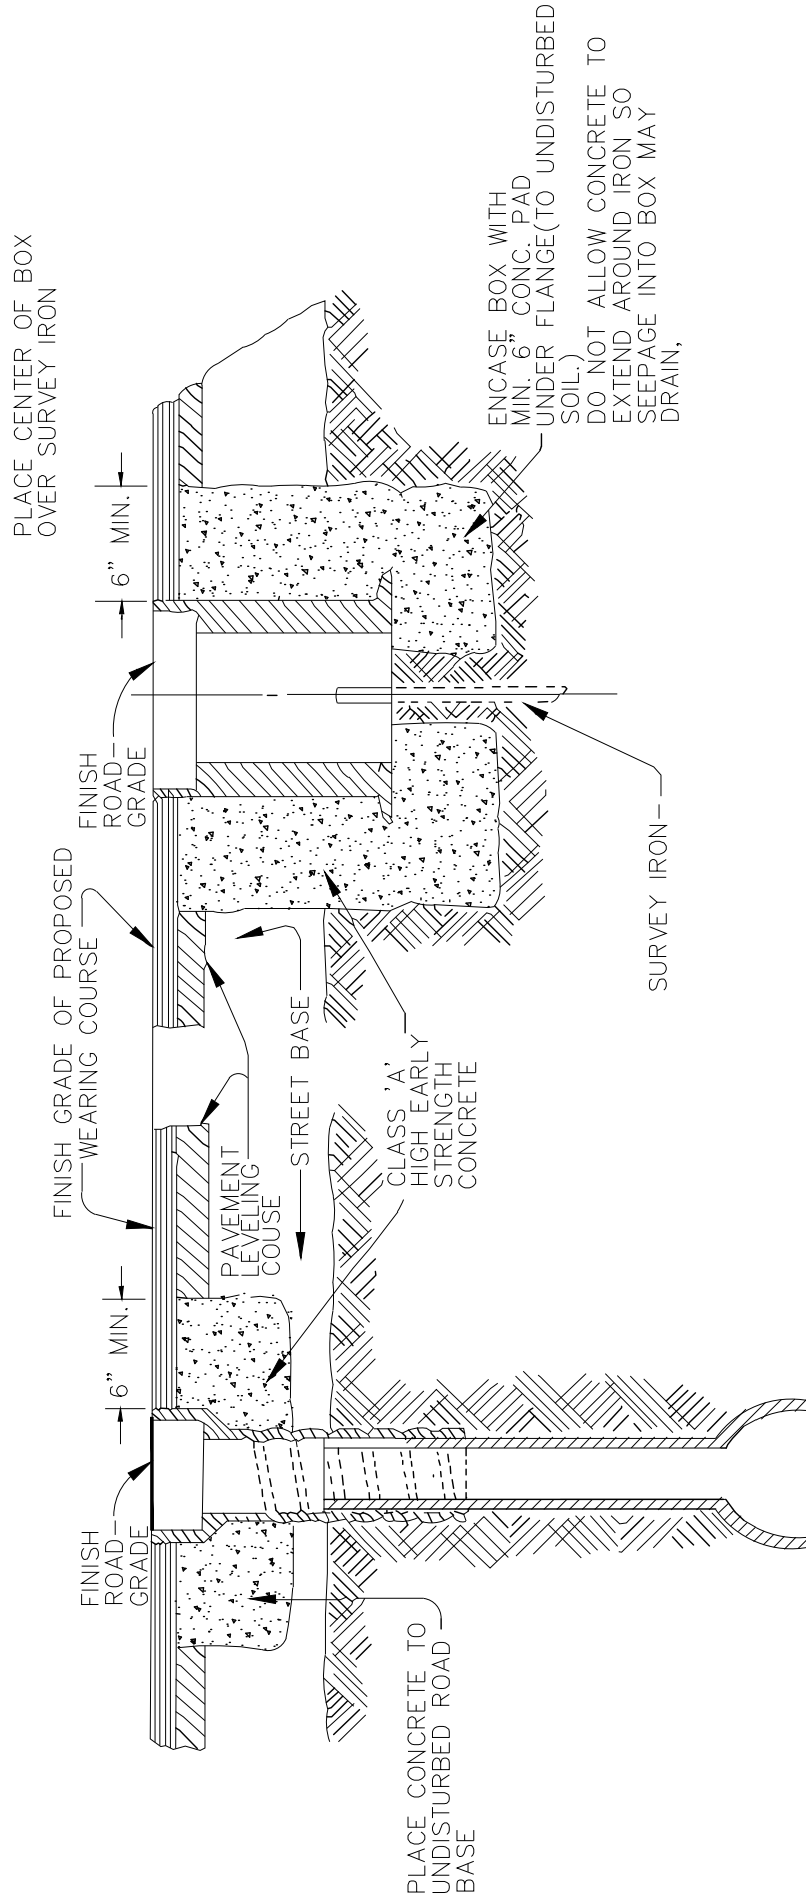 PLACE CENTER OF BOX
OVER SURVEY IRON
FINISH
ROAD
GRADE
6” MIN.
FINISH GRADE OF PROPOSED
WEARING COURSE
6” MIN.
FINISH
ROAD
GRADE
PAVEMENT
LEVELING
COUSE
STREET BASE
CLASS 'A'
HIGH EARLY
STRENGTH
CONCRETE
PLACE CONCRETE TO
UNDISTURBED ROAD
BASE
ENCASE BOX WITH
MIN. 6” CONC. PAD
UNDER FLANGE(TO UNDISTURBED
SOIL.)
DO NOT ALLOW CONCRETE TO
EXTEND AROUND IRON SO
SEEPAGE INTO BOX MAY
DRAIN,
SURVEY IRON